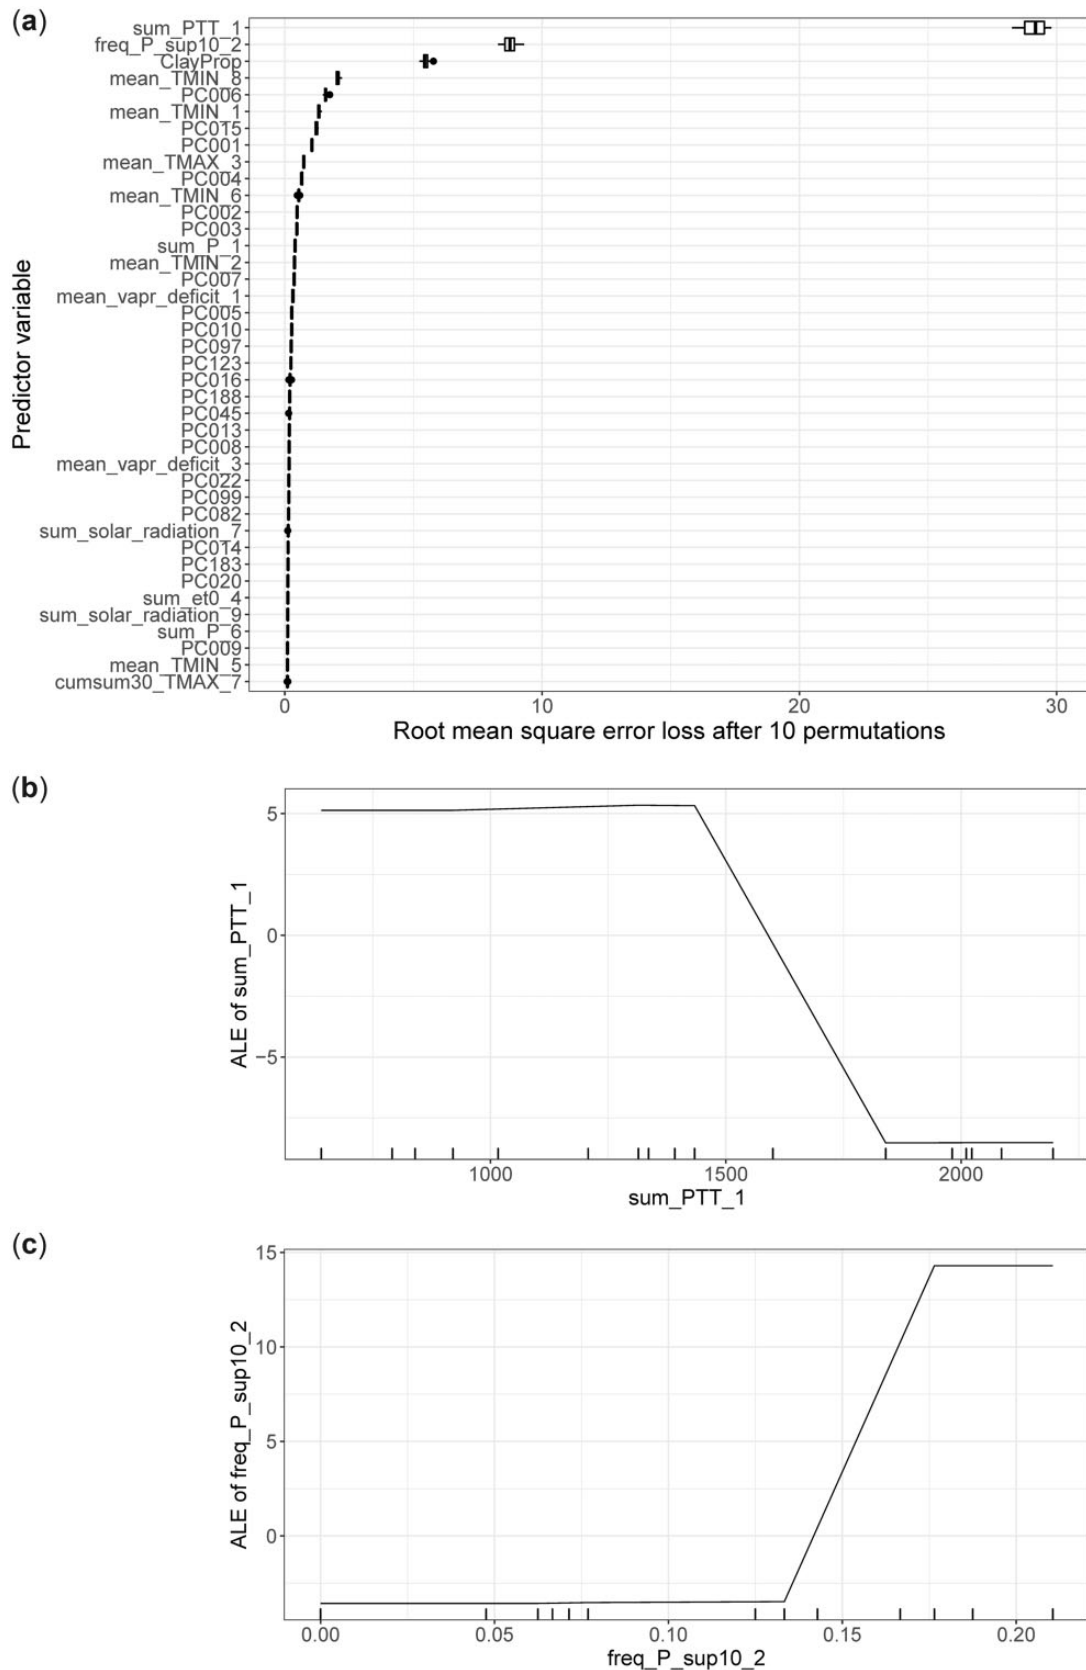 (a)
Predictor variable
sum_PTT_1
freq_P_sup10_2
ClayProp
mean_TMIN_8
PC006
mean_TMIN_1
PC015
PC001
mean_TMAX_3
PC004
mean_TMIN_6
PC002
PC003
sum_P_1
mean_TMIN_2
PC007
mean_vapr_deficit_1
PC005
PC010
PC097
PC123
PC016
PC188
PC045
PC013
PC008
mean_vapr_deficit_3
PC022
PC099
PC082
sum_solar_radiation_7
PC014
PC183
PC020
sum_et0_4
sum_solar_radiation_9
sum_P_6
PC009
mean_TMIN_5
cumsum30_TMAX_7
0 10 20 30
Root mean square error loss after 10 permutations
(b)
ALE of sum_PTT_1
5
0
−5
1000 1500 2000
sum_PTT_1
(c)
ALE of freq_P_sup10_2
15
10
5
0
0.00 0.05 0.10 0.15 0.20
freq_P_sup10_2